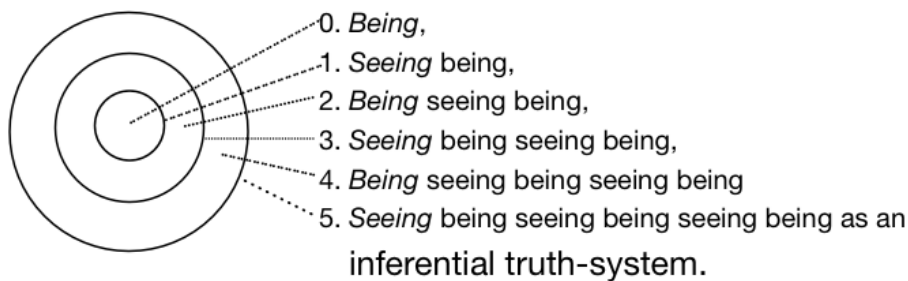 0. Being,
1. Seeing being,
2. Being seeing being,
3. Seeing being seeing being,
4. Being seeing being seeing being
5. Seeing being seeing being seeing being as an
inferential truth-system.